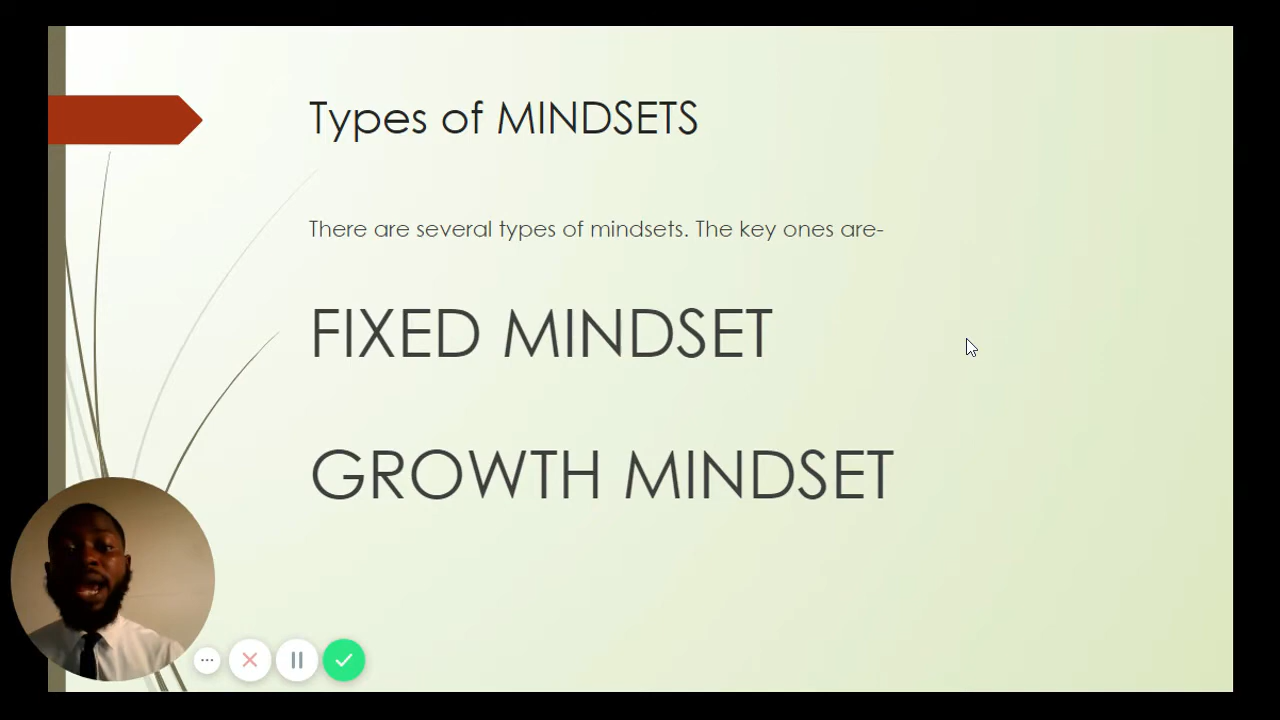 Types of MINDSETS
There are several types of mindsets. The key ones are-
FIXED MINDSET
GROWTH MINDSET